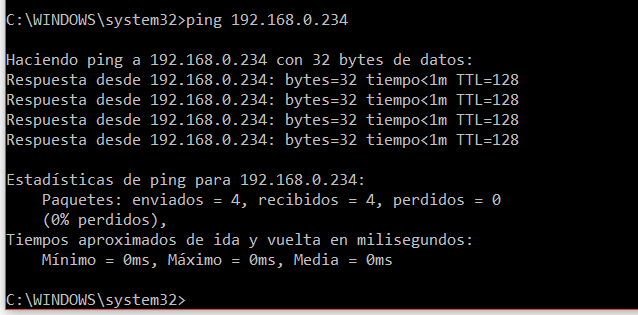 C:\WINDOWS\system32>ping 192.168.0.234
Haciendo ping a 192.168.0.234 con 32 bytes de datos:
Respuesta desde 192.168.0.234: bytes=32 tiempo<1m TTL=128
Respuesta desde 192.168.0.234: bytes=32 tiempo<1m TTL=128
Respuesta desde 192.168.0.234: bytes=32 tiempo<1m TTL=128
Respuesta desde 192.168.0.234: bytes=32 tiempo<1m TTL=128
Estadísticas de ping para 192.168.0.234:
    Paquetes: enviados = 4, recibidos = 4, perdidos = 0
    (0% perdidos),
Tiempos aproximados de ida y vuelta en milisegundos:
    Mínimo = 0ms, Máximo = 0ms, Media = 0ms
C:\WINDOWS\system32>